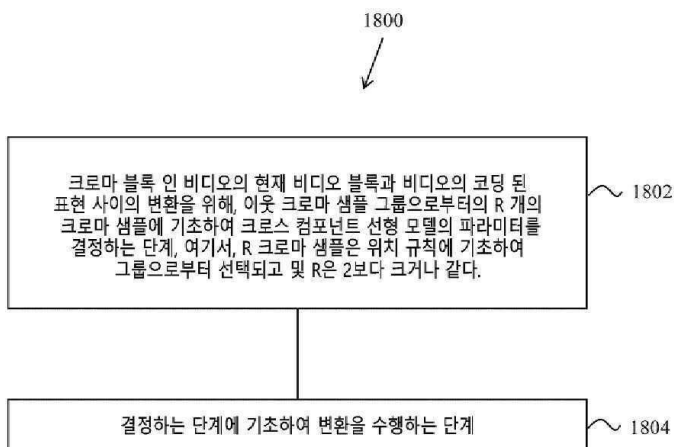 1800
크로마 블록 인 비디오의 현재 비디오 블록과 비디오의 코딩 된
표현 사이의 변환을 위해, 이웃 크로마 샘플 그룹으로부터의 R 개의
크로마 샘플에 기초하여 크로스 컴포넌트 선형 모델의 파라미터를
결정하는 단계, 여기서, R 크로마 샘플은 위치 규칙에 기초하여
그룹으로부터 선택되고 및 R은 2보다 크거나 같다.
1802
결정하는 단계에 기초하여 변환을 수행하는 단계
1804